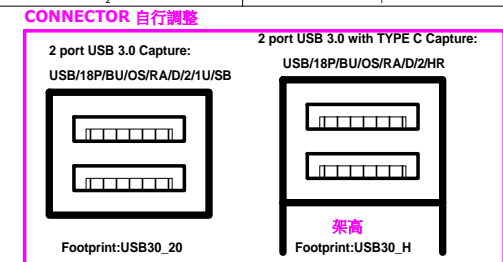 2
1
CONNECTOR 自行調整
2 port USB 3.0 Capture:
USB/18P/BU/OS/RA/D/2/1U/SB
2 port USB 3.0 with TYPE C Capture:
USB/18P/BU/OS/RA/D/2/HR
架高
Footprint:USB30_20
Footprint:USB30_H